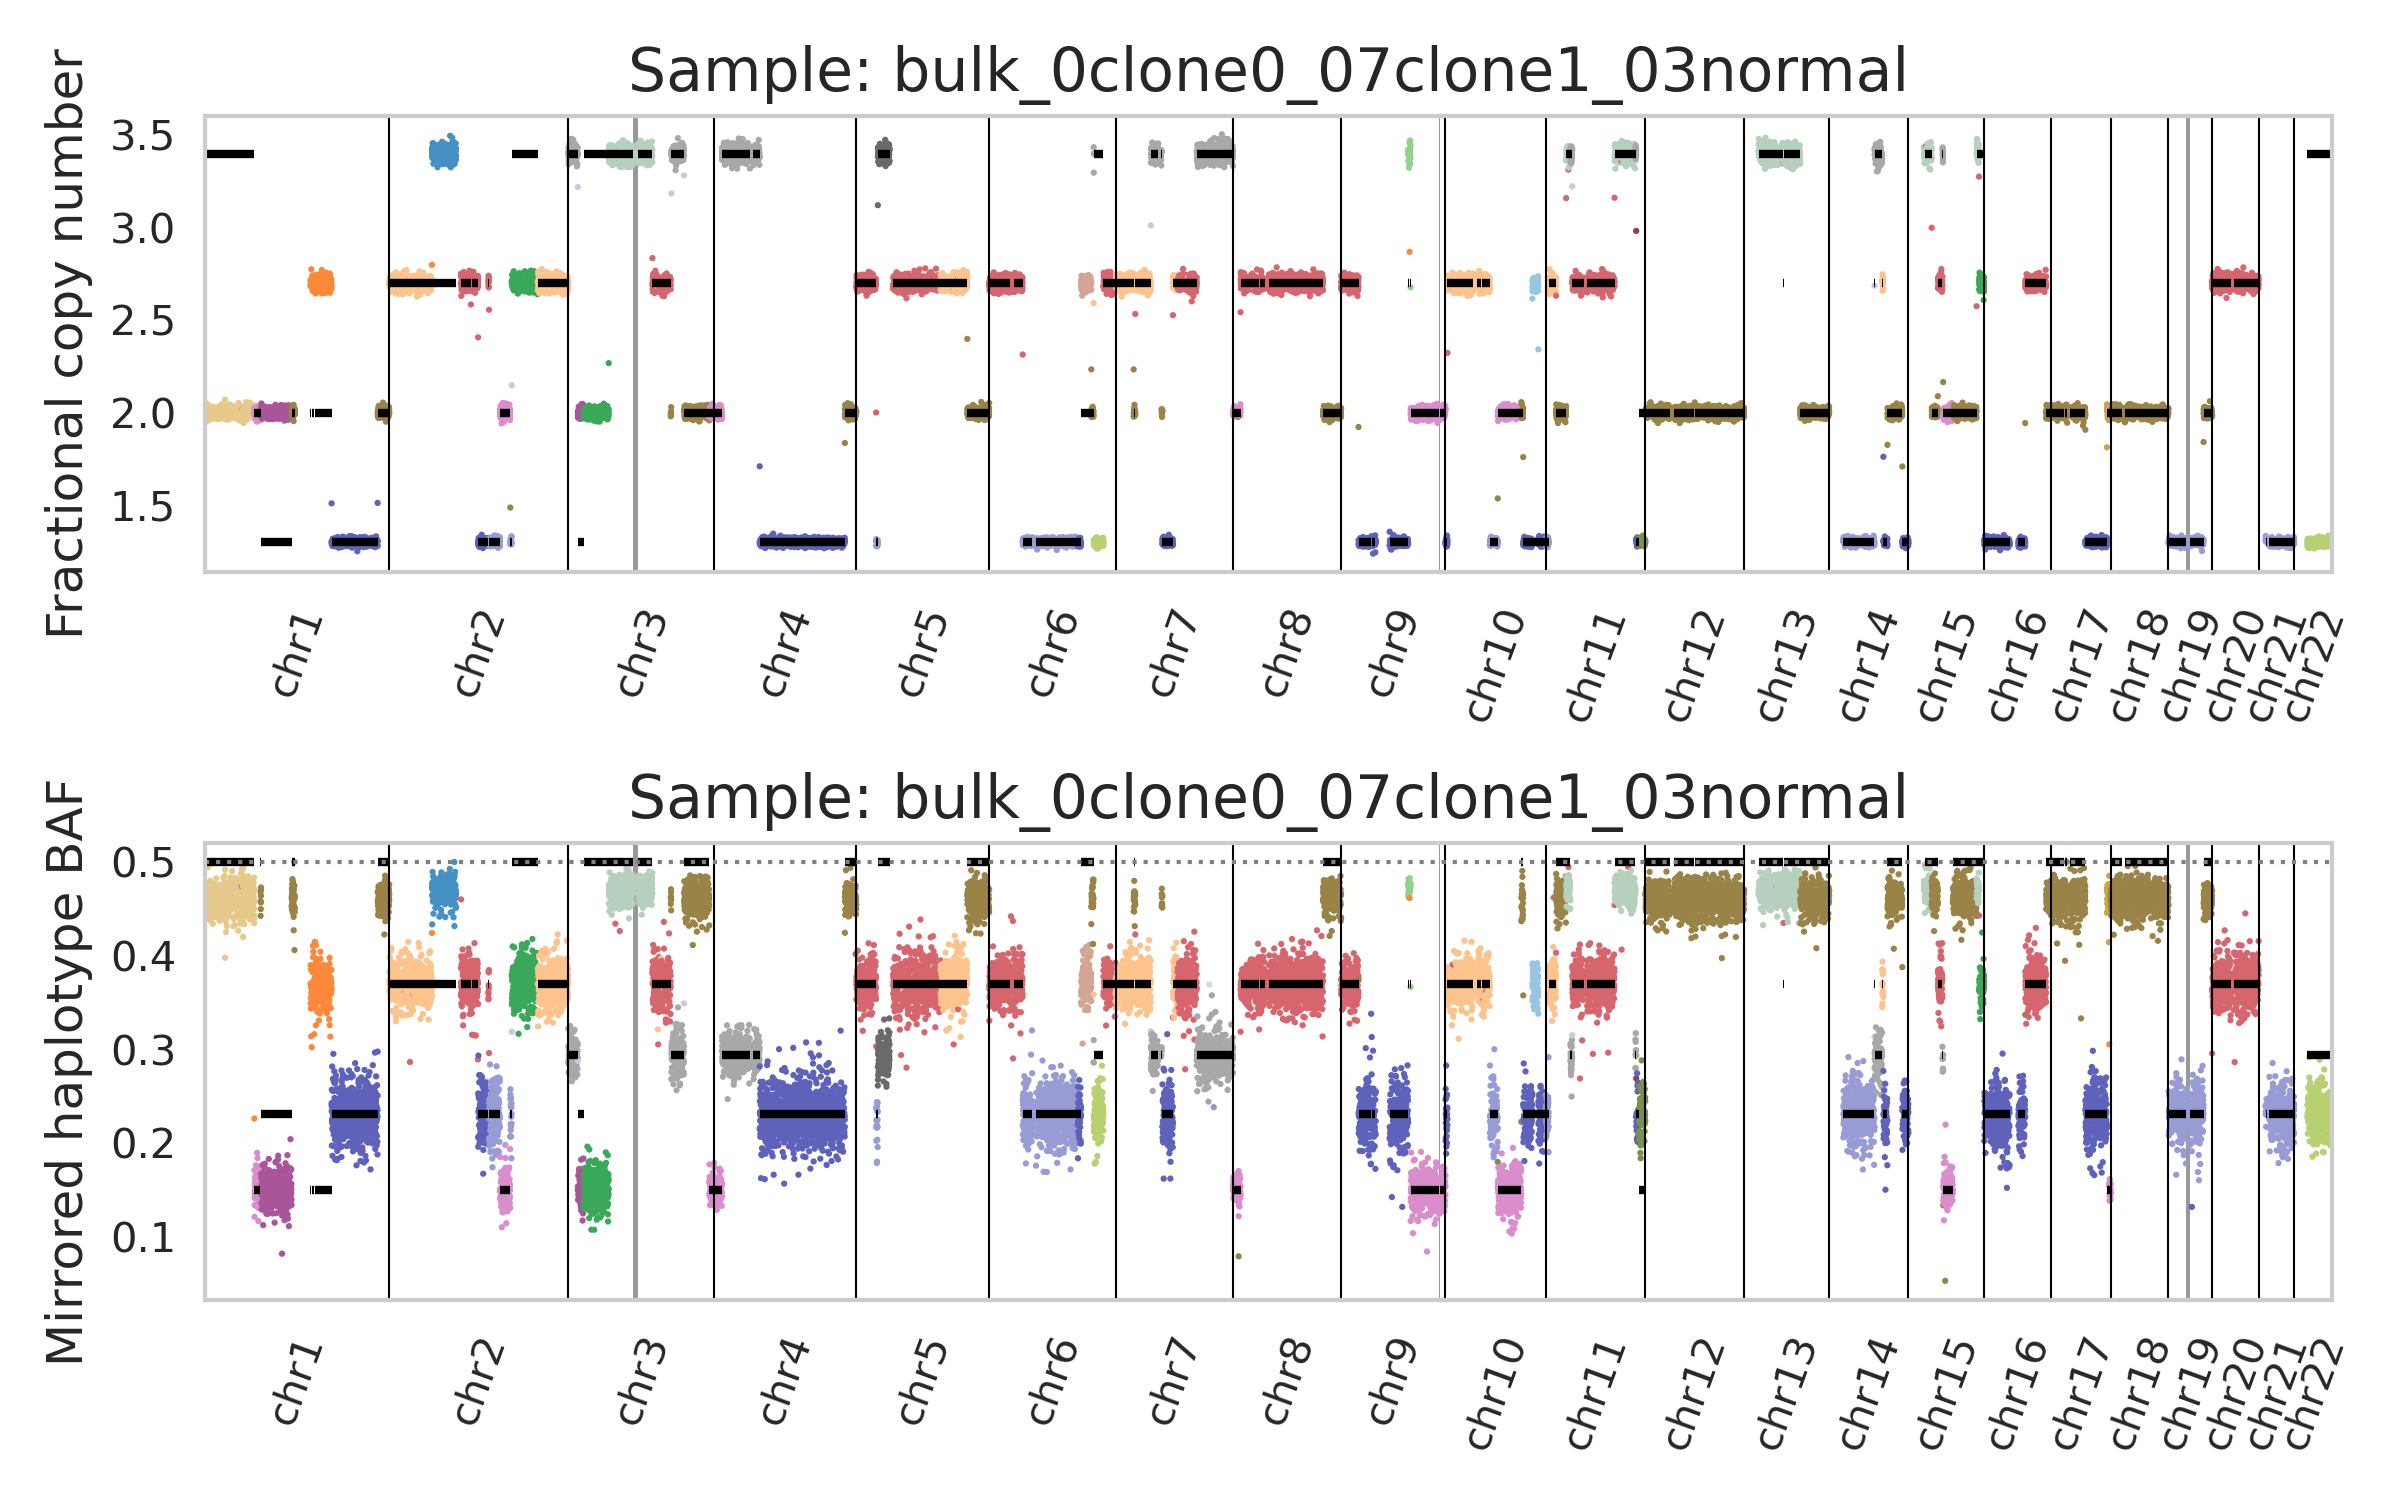 Sample: bulk_0clone0_07clone1_03normal
Fractional copy number
3.5
3.0
2.5
2.0
1.5
chr1
chr2
chr3
chr4
chr5
chr6
chr7
chr8
chr9
chr10
chr11
chr12
chr13
chr14
chr15
chr16
chr17
chr18
chr19
chr20
chr21
chr22
Sample: bulk_0clone0_07clone1_03normal
Mirrored haplotype BAF
0.5
0.4
0.3
0.2
0.1
chr1
chr2
chr3
chr4
chr5
chr6
chr7
chr8
chr9
chr10
chr11
chr12
chr13
chr14
chr15
chr16
chr17
chr18
chr19
chr20
chr21
chr22